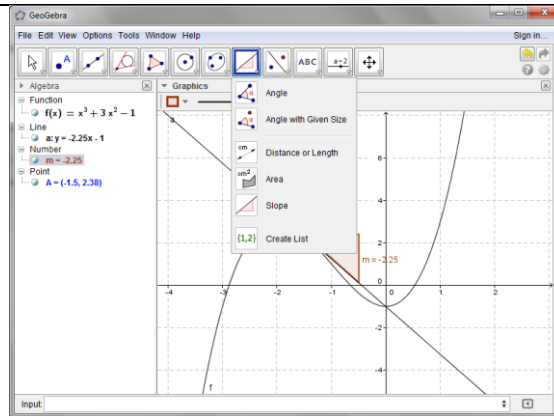 GeoGebra
File Edit View Options Tools Window Help
Sign in...
ABC
a=2
Algebra
Graphics
Function
f(x) = x³ + 3 x² − 1
Line
a: y = -2.25x - 1
Number
m = -2.25
Point
A = (-1.5, 2.38)
Angle
Angle with Given Size
cm
Distance or Length
cm²
Area
Slope
{1,2}
Create List
a
6
4
2
m = -2.25
0
-4
-2
0
2
-2
-4
f
Input: